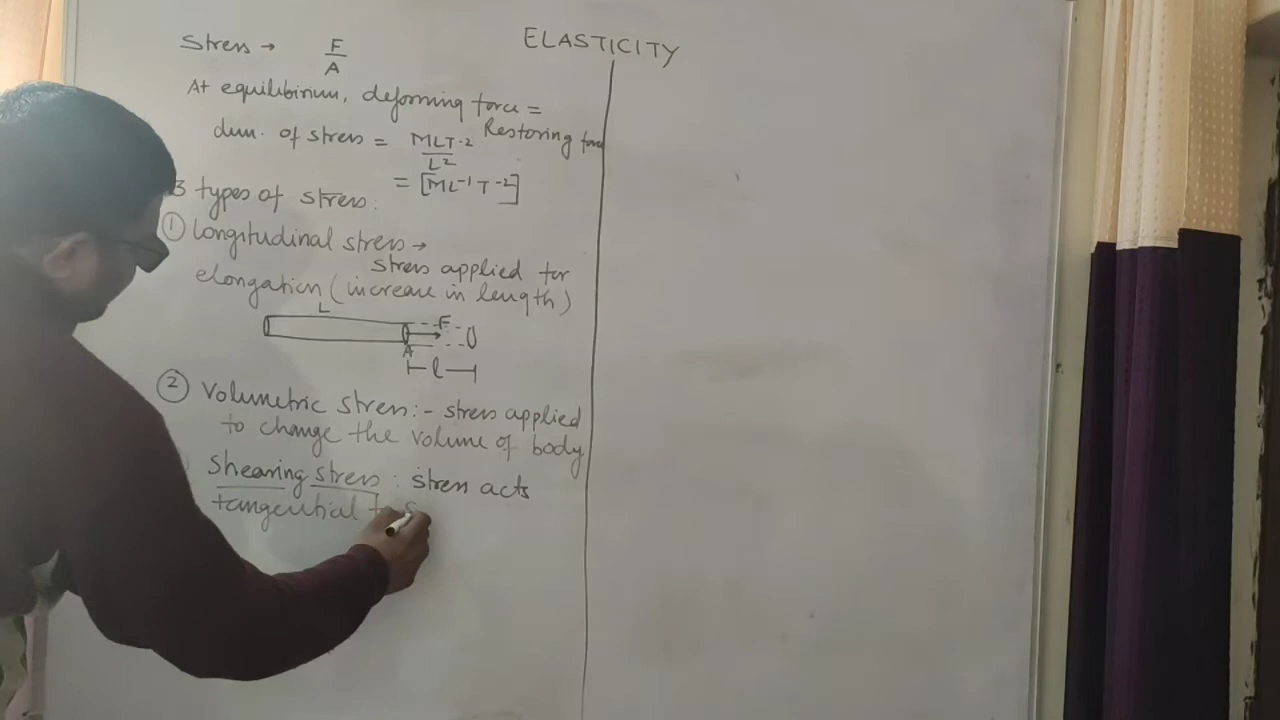 ELASTICITY
Stress → F/A
At equilibirium, deforming force =
Restoring force
dim. of stress = MLT-2/L²
= [ML-1T-2]
3 types of stress:
① Longitudinal stress →
stress applied for
elongation (increase in length)
L
F
A
l
② Volumetric stress:- stress applied
to change the volume of body
Shearing stress : stress acts
tangential to s